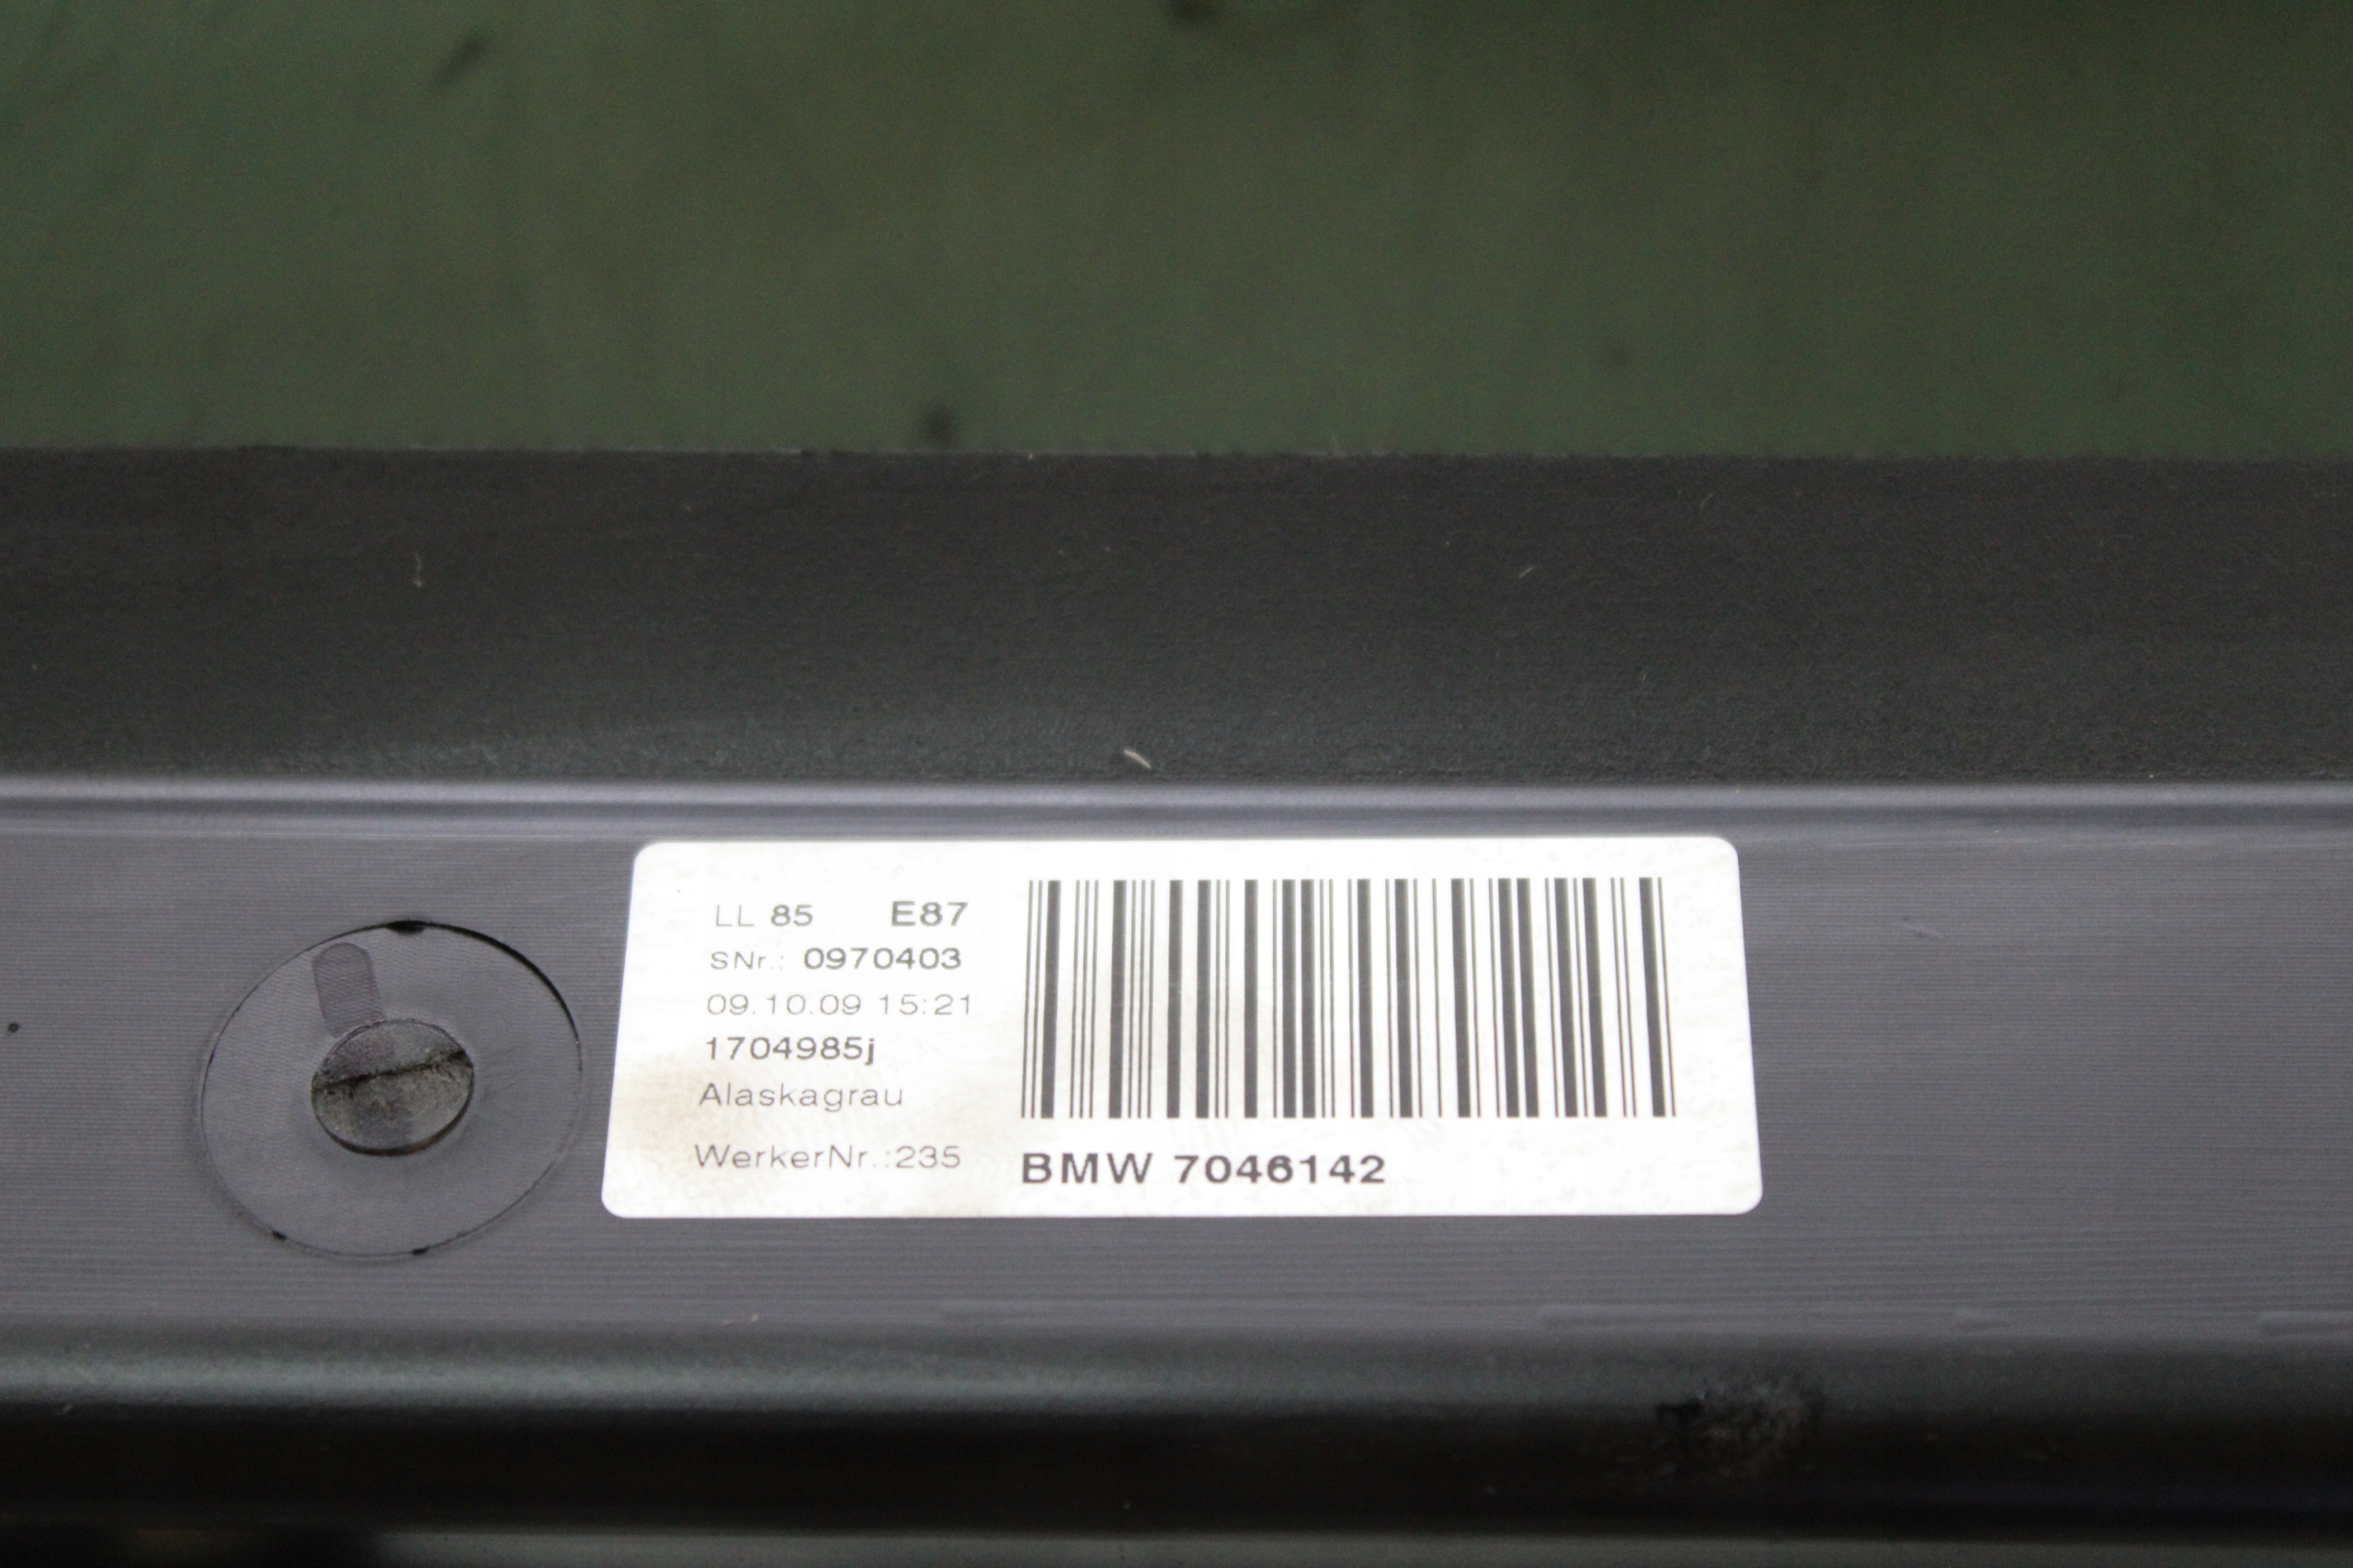 LL 85 E87
SNr.: 0970403
09.10.09 15:21
1704985j
Alaskagrau
WerkerNr.:235
BMW 7046142